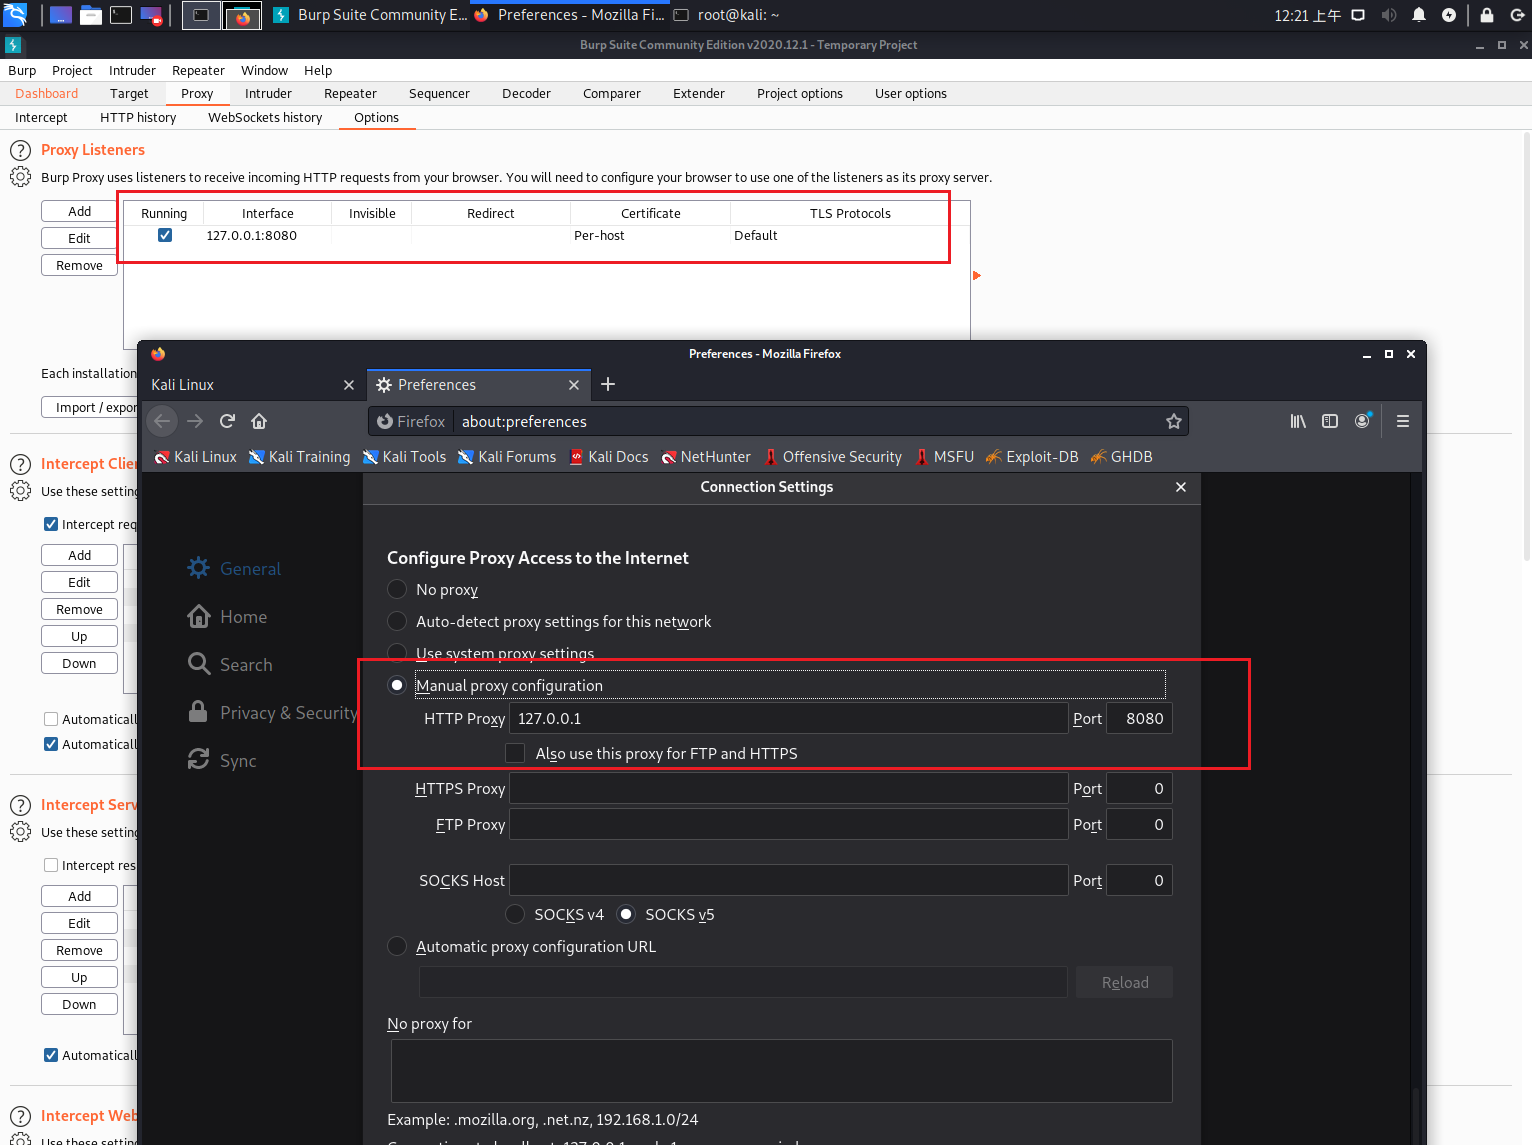 Burp Suite Community E...
Preferences - Mozilla Fi...
root@kali: ~
12:21 上午
Burp Suite Community Edition v2020.12.1 - Temporary Project
Burp Project Intruder Repeater Window Help
Dashboard Target Proxy Intruder Repeater Sequencer Decoder Comparer Extender Project options User options
Intercept HTTP history WebSockets history Options
? Proxy Listeners
Burp Proxy uses listeners to receive incoming HTTP requests from your browser. You will need to configure your browser to use one of the listeners as its proxy server.
Add
Edit
Remove
Running Interface Invisible Redirect Certificate TLS Protocols
127.0.0.1:8080 Per-host Default
Each installation
Import / expor
? Intercept Clie
Use these setting
Intercept req
Add
Edit
Remove
Up
Down
Automaticall
Automaticall
? Intercept Serv
Use these setting
Intercept res
Add
Edit
Remove
Up
Down
Automaticall
? Intercept Web
Use these setting
Preferences - Mozilla Firefox
Kali Linux
Preferences
Firefox about:preferences
Kali Linux Kali Training Kali Tools Kali Forums Kali Docs NetHunter Offensive Security MSFU Exploit-DB GHDB
General
Home
Search
Privacy & Security
Sync
Connection Settings
Configure Proxy Access to the Internet
No proxy
Auto-detect proxy settings for this network
Use system proxy settings
Manual proxy configuration
HTTP Proxy 127.0.0.1 Port 8080
Also use this proxy for FTP and HTTPS
HTTPS Proxy Port 0
FTP Proxy Port 0
SOCKS Host Port 0
SOCKS v4 SOCKS v5
Automatic proxy configuration URL
Reload
No proxy for
Example: .mozilla.org, .net.nz, 192.168.1.0/24